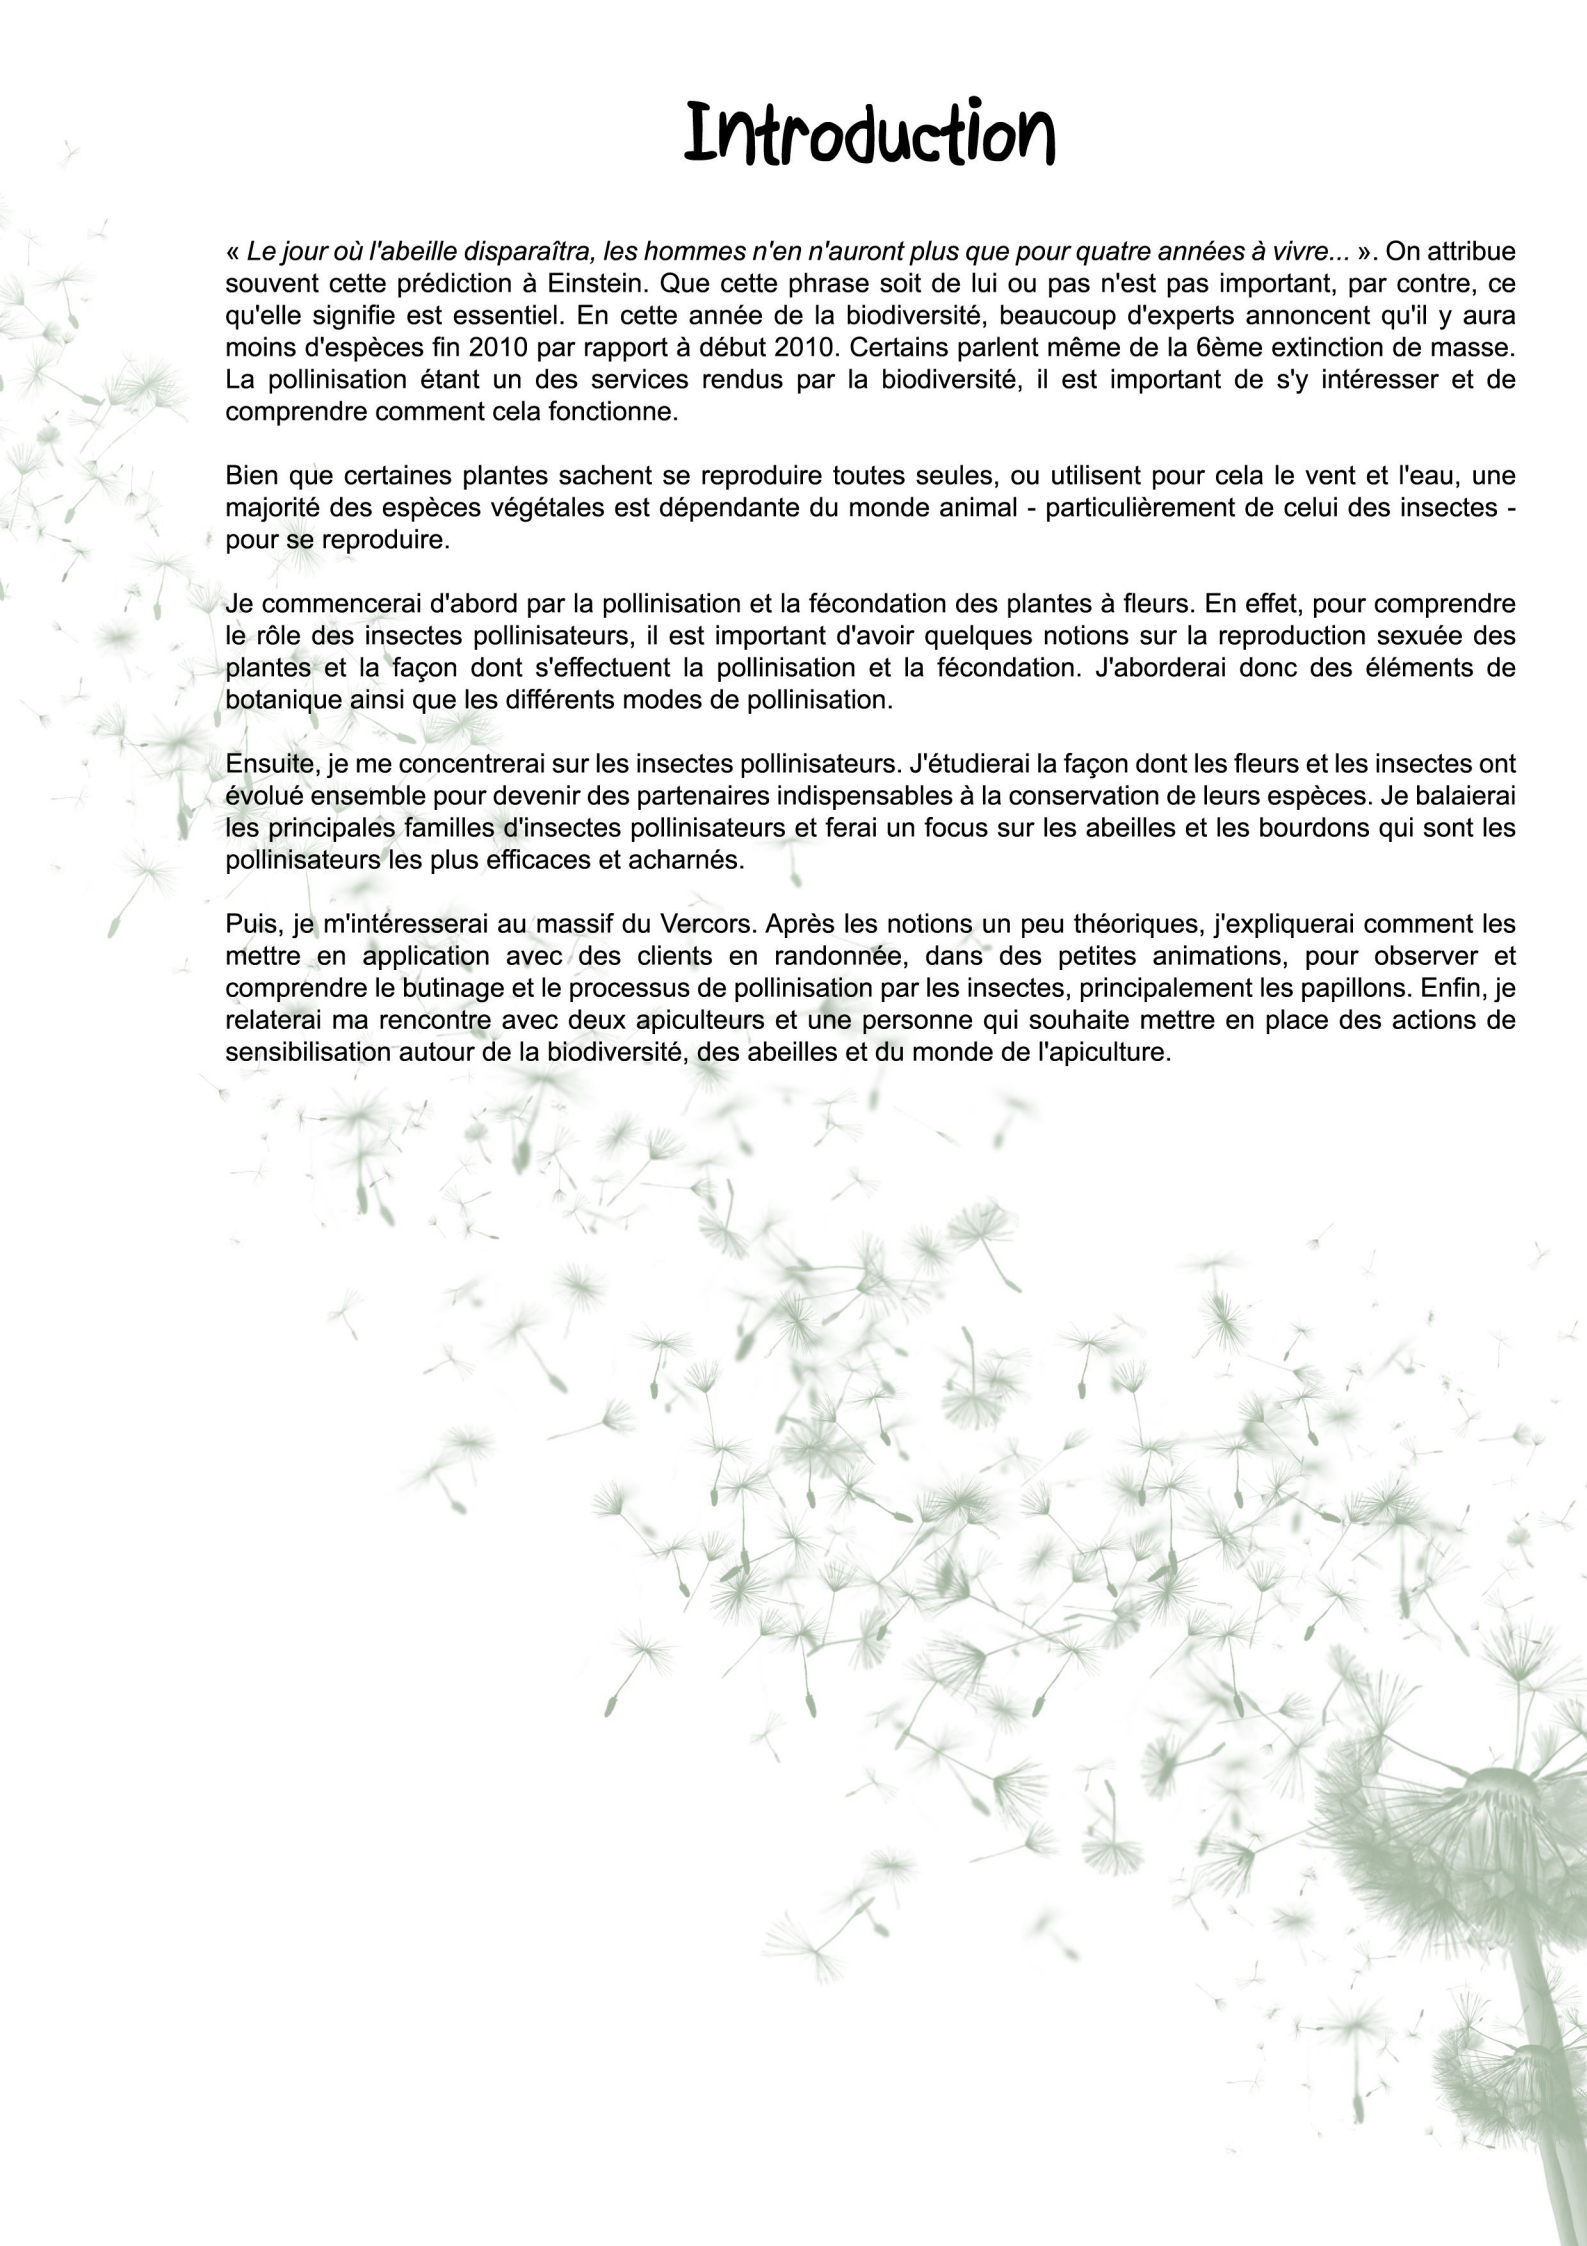 Introduction
« Le jour où l'abeille disparaîtra, les hommes n'en n'auront plus que pour quatre années à vivre... ». On attribue
souvent cette prédiction à Einstein. Que cette phrase soit de lui ou pas n'est pas important, par contre, ce
qu'elle signifie est essentiel. En cette année de la biodiversité, beaucoup d'experts annoncent qu'il y aura
moins d'espèces fin 2010 par rapport à début 2010. Certains parlent même de la 6ème extinction de masse.
La pollinisation étant un des services rendus par la biodiversité, il est important de s'y intéresser et de
comprendre comment cela fonctionne.
Bien que certaines plantes sachent se reproduire toutes seules, ou utilisent pour cela le vent et l'eau, une
majorité des espèces végétales est dépendante du monde animal - particulièrement de celui des insectes -
pour se reproduire.
Je commencerai d'abord par la pollinisation et la fécondation des plantes à fleurs. En effet, pour comprendre
le rôle des insectes pollinisateurs, il est important d'avoir quelques notions sur la reproduction sexuée des
plantes et la façon dont s'effectuent la pollinisation et la fécondation. J'aborderai donc des éléments de
botanique ainsi que les différents modes de pollinisation.
Ensuite, je me concentrerai sur les insectes pollinisateurs. J'étudierai la façon dont les fleurs et les insectes ont
évolué ensemble pour devenir des partenaires indispensables à la conservation de leurs espèces. Je balaierai
les principales familles d'insectes pollinisateurs et ferai un focus sur les abeilles et les bourdons qui sont les
pollinisateurs les plus efficaces et acharnés.
Puis, je m'intéresserai au massif du Vercors. Après les notions un peu théoriques, j'expliquerai comment les
mettre en application avec des clients en randonnée, dans des petites animations, pour observer et
comprendre le butinage et le processus de pollinisation par les insectes, principalement les papillons. Enfin, je
relaterai ma rencontre avec deux apiculteurs et une personne qui souhaite mettre en place des actions de
sensibilisation autour de la biodiversité, des abeilles et du monde de l'apiculture.